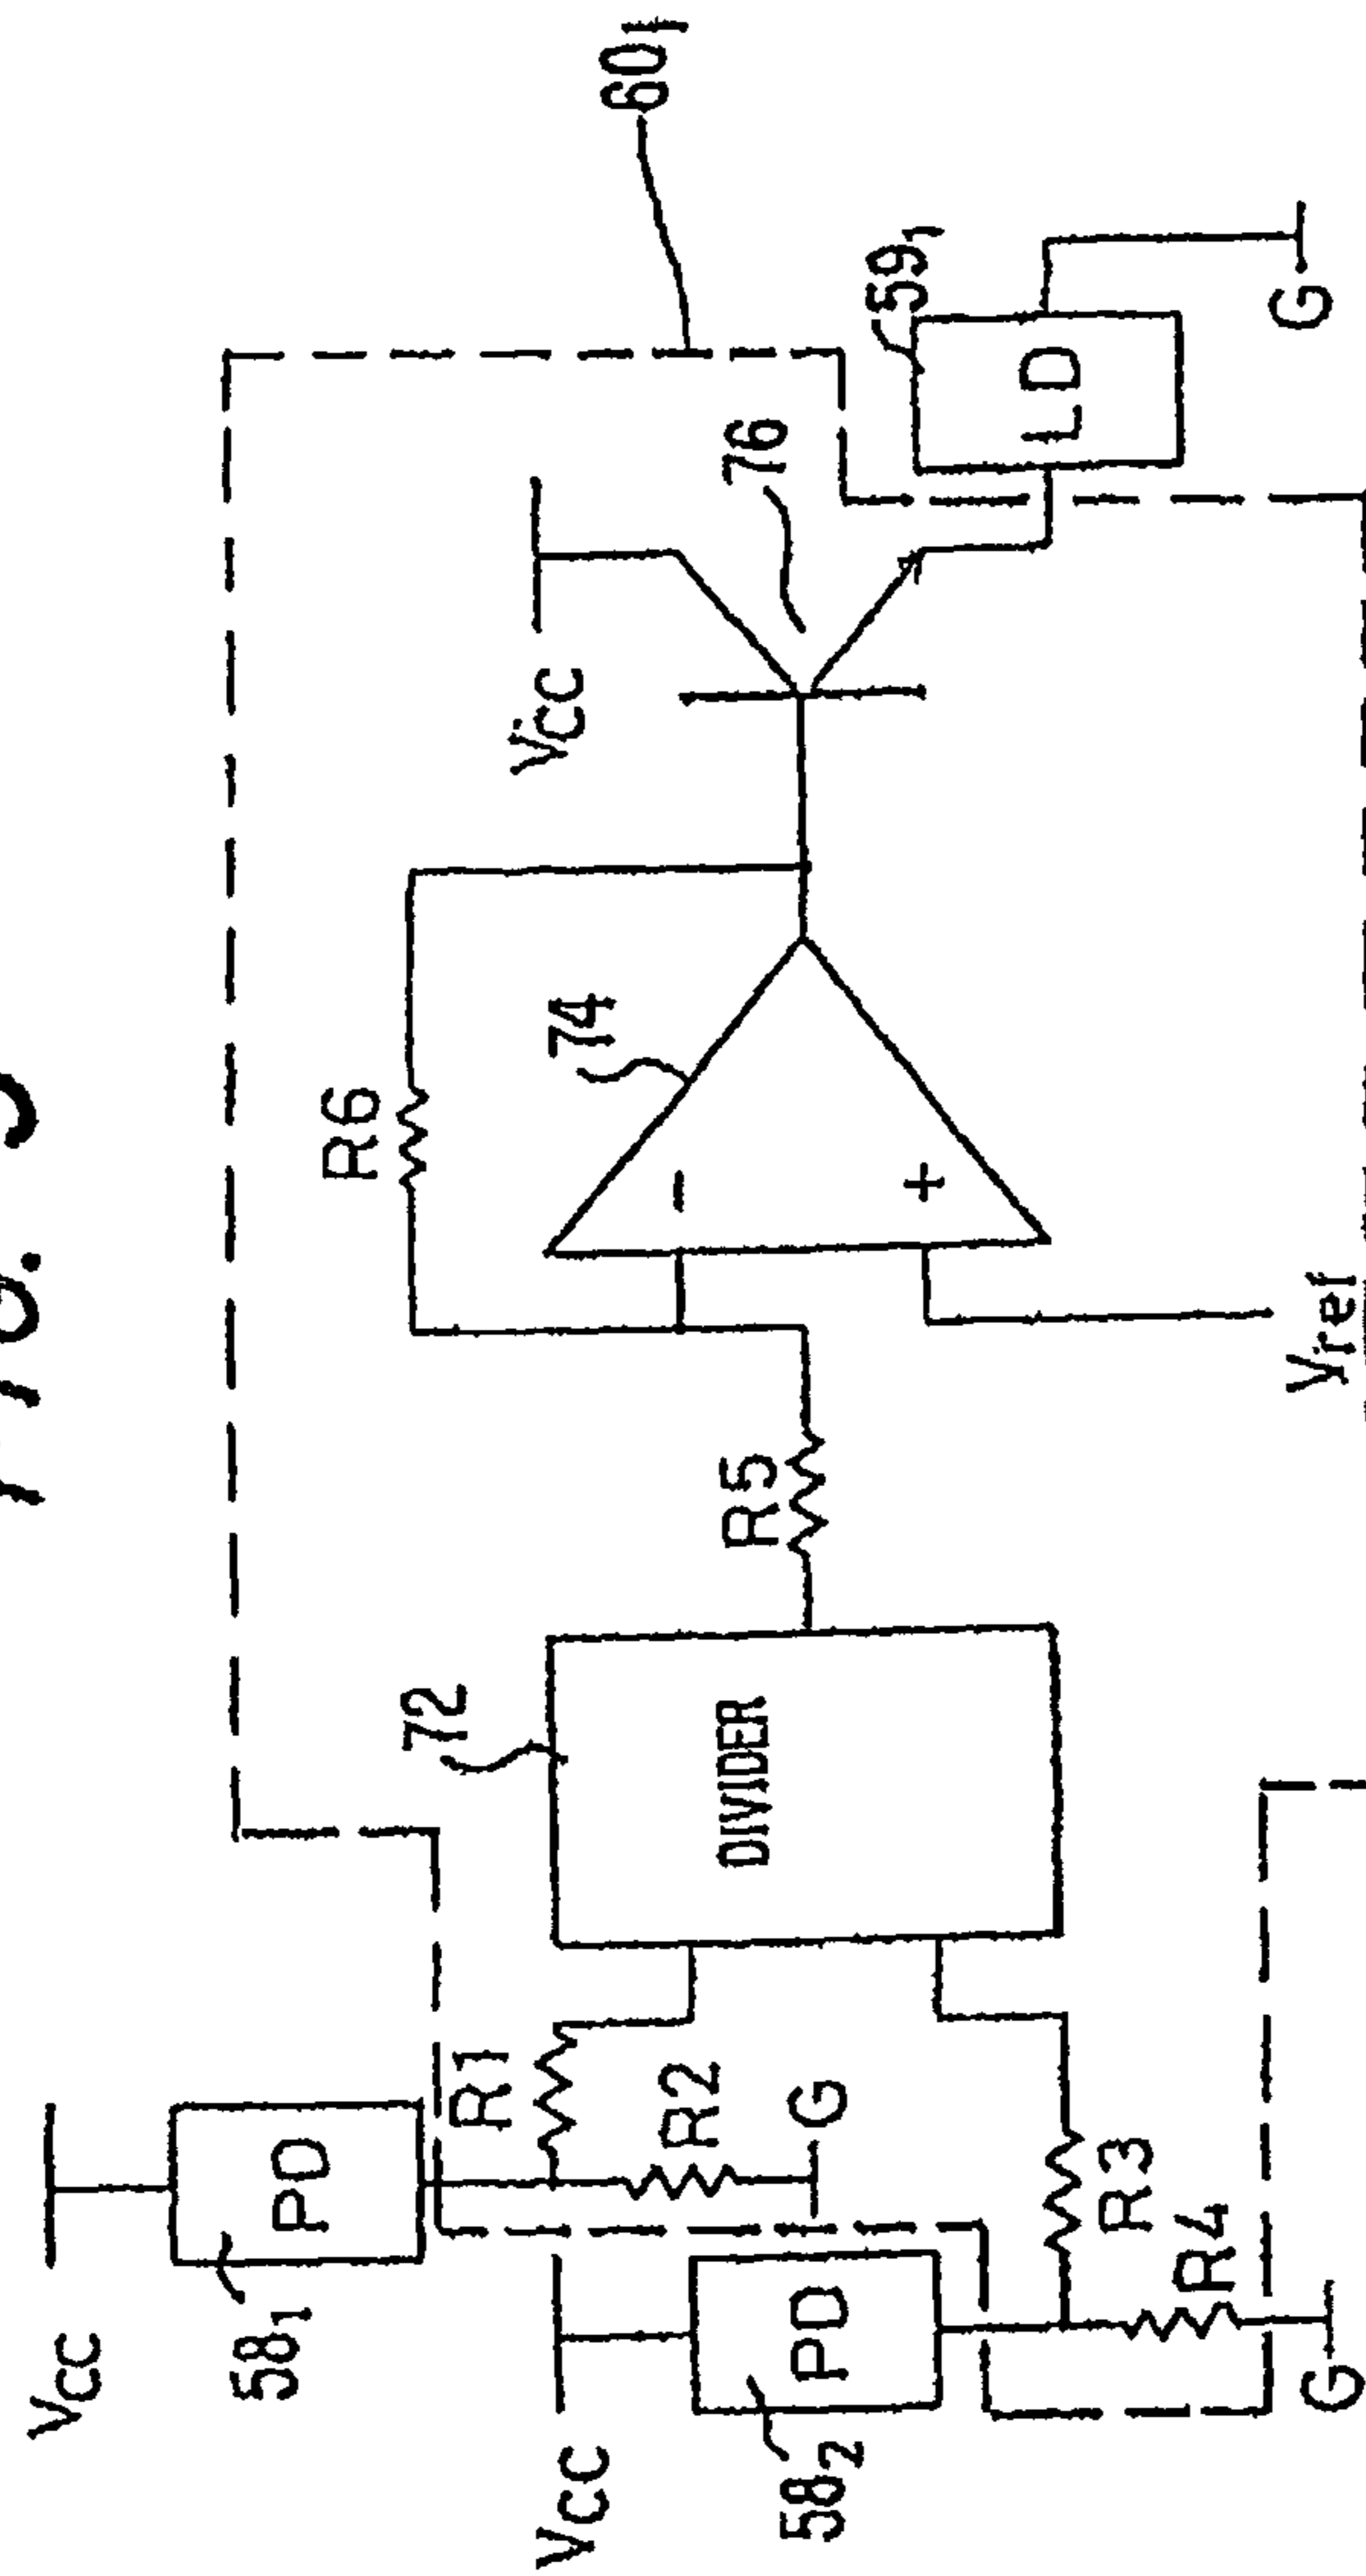 FIG.
VCC
PD
58₁
VCC
PD
58₂
R1
R2
G
R3
R4
G
72
DIVIDER
R5
R6
74
-
+
Vref
VCC
76
60₁
59₁
LD
G